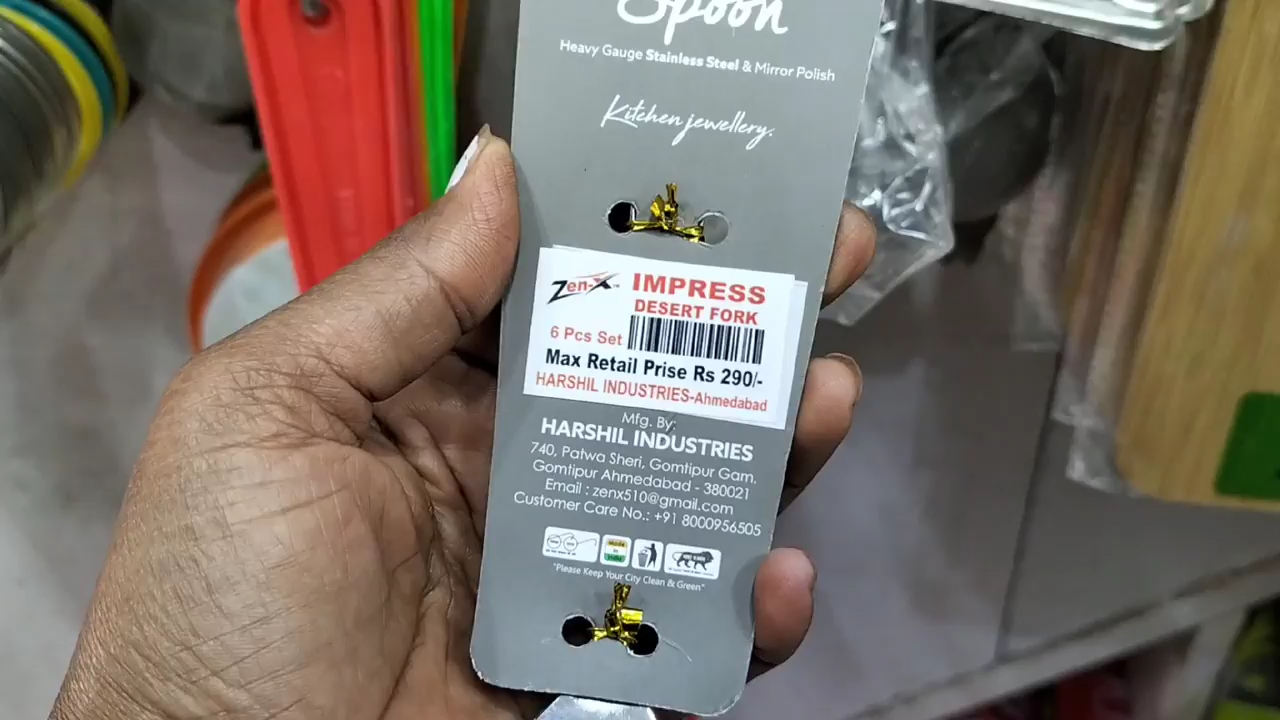 Spoon
Heavy Gauge Stainless Steel & Mirror Polish
Kitchen jewellery.
Zen-X™ IMPRESS
DESERT FORK
6 Pcs Set
Max Retail Prise Rs 290/-
HARSHIL INDUSTRIES-Ahmedabad
Mfg. By:
HARSHIL INDUSTRIES
740, Patwa Sheri, Gomtipur Gam,
Gomtipur Ahmedabad - 380021
Email : zenx510@gmail.com
Customer Care No.: +91 8000956505
"Please Keep Your City Clean & Green"